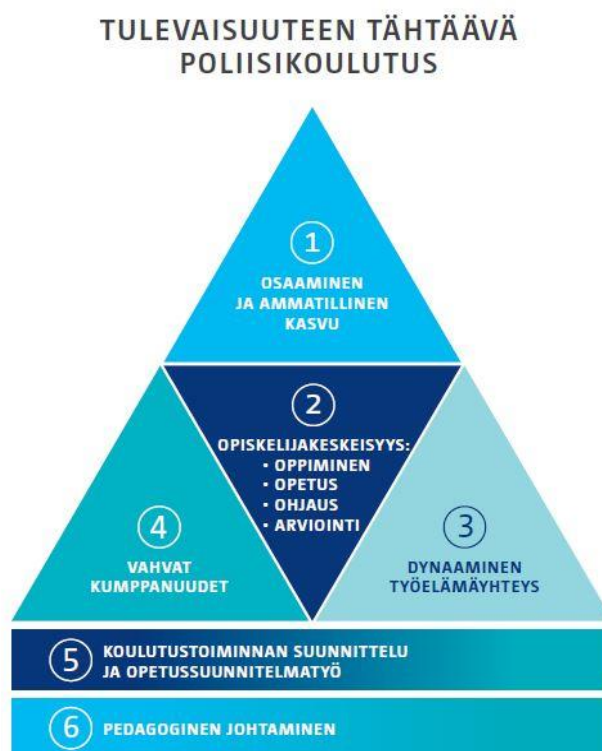 TULEVAISUUTEEN TÄHTÄÄVÄ
POLIISIKOULUTUS
1
OSAAMINEN
JA AMMATILLINEN
KASVU
2
OPISKELIJAKESKEISYYS:
• OPPIMINEN
• OPETUS
• OHJAUS
• ARVIOINTI
3
DYNAAMINEN
TYÖELÄMÄYHTEYS
4
VAHVAT
KUMPPANUUDET
5
KOULUTUSTOIMINNAN SUUNNITTELU
JA OPETUSSUUNNITELMATYÖ
6 PEDAGOGINEN JOHTAMINEN